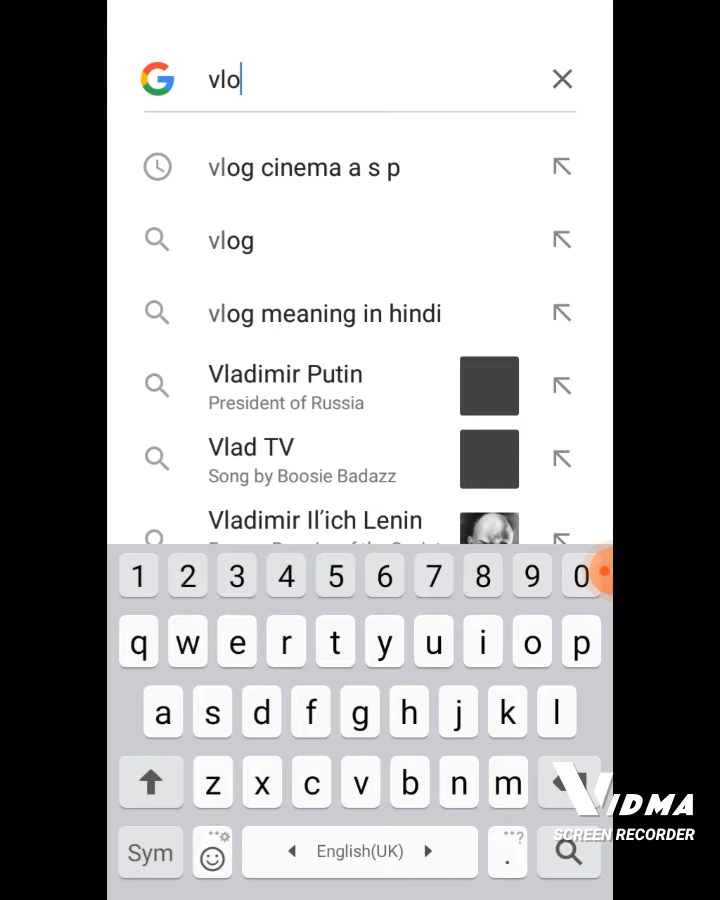 vlo
vlog cinema a s p
vlog
vlog meaning in hindi
Vladimir Putin
President of Russia
Vlad TV
Song by Boosie Badazz
Vladimir Il'ich Lenin
1 2 3 4 5 6 7 8 9 0
q w e r t y u i o p
a s d f g h j k l
z x c v b n m
VIDMA
SCREEN RECORDER
Sym English(UK) .